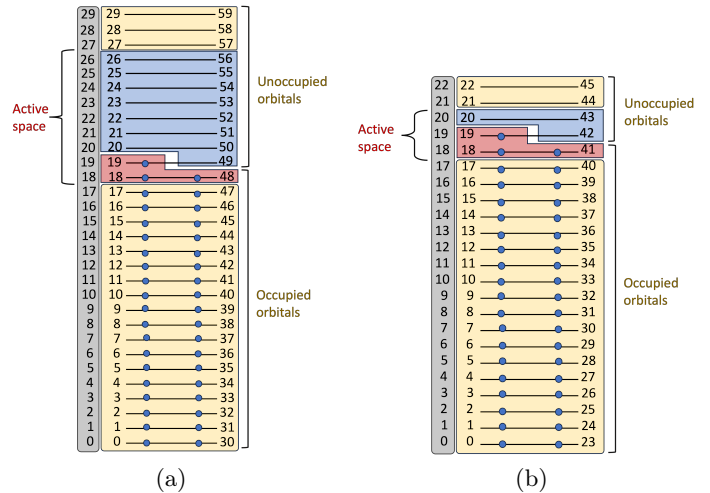 29 29 59
28 28 58
27 27 57
26 26 56
25 25 55
24 24 54
23 23 53
22 22 52
21 21 51
20 20 50
19 19 49
18 18 48
17 17 47
16 16 46
15 15 45
14 14 44
13 13 43
12 12 42
11 11 41
10 10 40
9 9 39
8 8 38
7 7 37
6 6 36
5 5 35
4 4 34
3 3 33
2 2 32
1 1 31
0 0 30
Active
space
Unoccupied
orbitals
Occupied
orbitals
(a)
22 22 45
21 21 44
20 20 43
19 19 42
18 18 41
17 17 40
16 16 39
15 15 38
14 14 37
13 13 36
12 12 35
11 11 34
10 10 33
9 9 32
8 8 31
7 7 30
6 6 29
5 5 28
4 4 27
3 3 26
2 2 25
1 1 24
0 0 23
Active
space
Unoccupied
orbitals
Occupied
orbitals
(b)